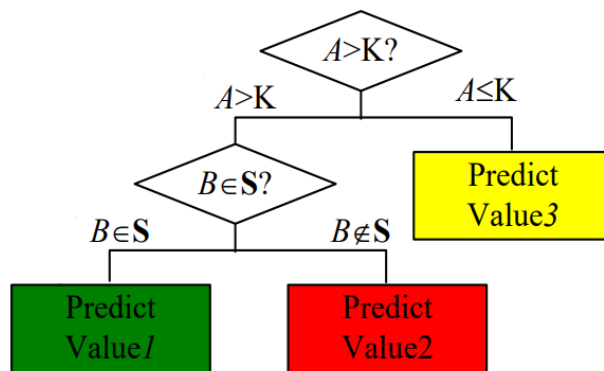 A>K?
A>K
A≤K
B∈S?
Predict
Value3
B∈S
B∉S
Predict
Value1
Predict
Value2